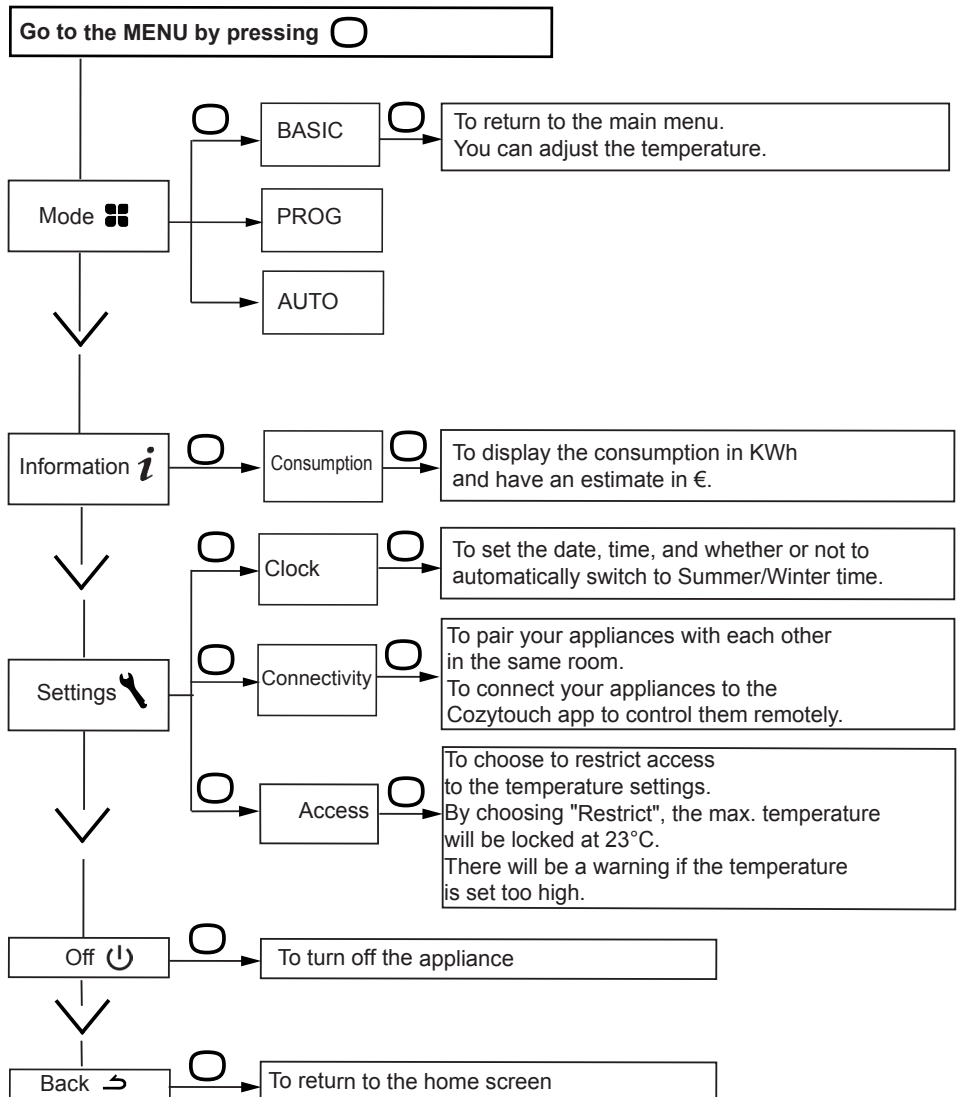 Go to the MENU by pressing
BASIC
To return to the main menu.
You can adjust the temperature.
Mode
PROG
AUTO
Information i
Consumption
To display the consumption in KWh
and have an estimate in €.
Clock
To set the date, time, and whether or not to
automatically switch to Summer/Winter time.
Settings
Connectivity
To pair your appliances with each other
in the same room.
To connect your appliances to the
Cozytouch app to control them remotely.
Access
To choose to restrict access
to the temperature settings.
By choosing "Restrict", the max. temperature
will be locked at 23°C.
There will be a warning if the temperature
is set too high.
Off
To turn off the appliance
Back
To return to the home screen